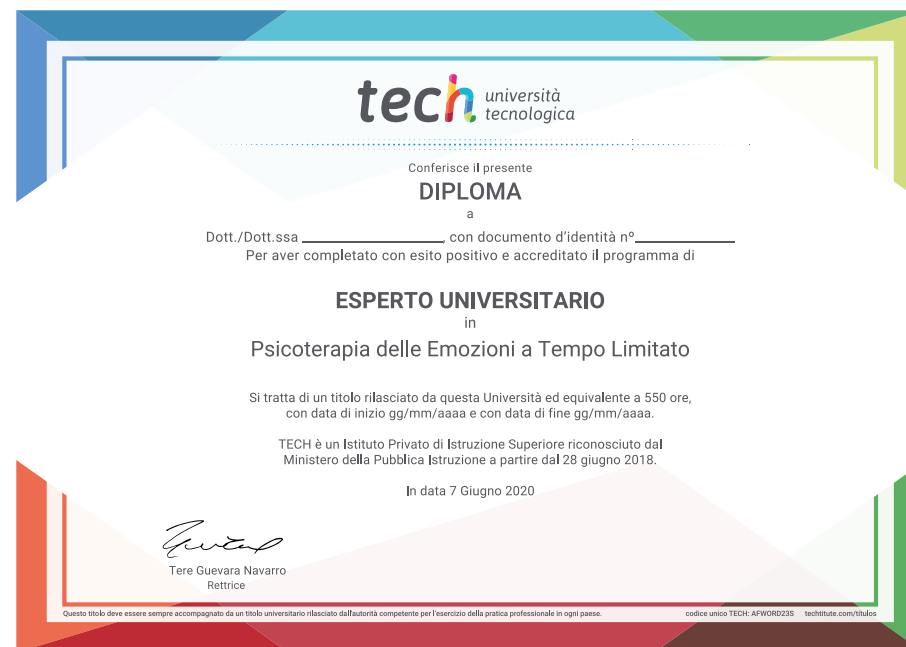 tech università
tecnologica
Conferisce il presente
DIPLOMA
a
Dott./Dott.ssa ____________________, con documento d'identità nº______________
Per aver completato con esito positivo e accreditato il programma di
ESPERTO UNIVERSITARIO
in
Psicoterapia delle Emozioni a Tempo Limitato
Si tratta di un titolo rilasciato da questa Università ed equivalente a 550 ore,
con data di inizio gg/mm/aaaa e con data di fine gg/mm/aaaa.
TECH è un Istituto Privato di Istruzione Superiore riconosciuto dal
Ministero della Pubblica Istruzione a partire dal 28 giugno 2018.
In data 7 Giugno 2020
Tere Guevara Navarro
Rettrice
Questo titolo deve essere sempre accompagnato da un titolo universitario rilasciato dall'autorità competente per l'esercizio della pratica professionale in ogni paese. codice unico TECH: AFWORD23S techtitute.com/titulos